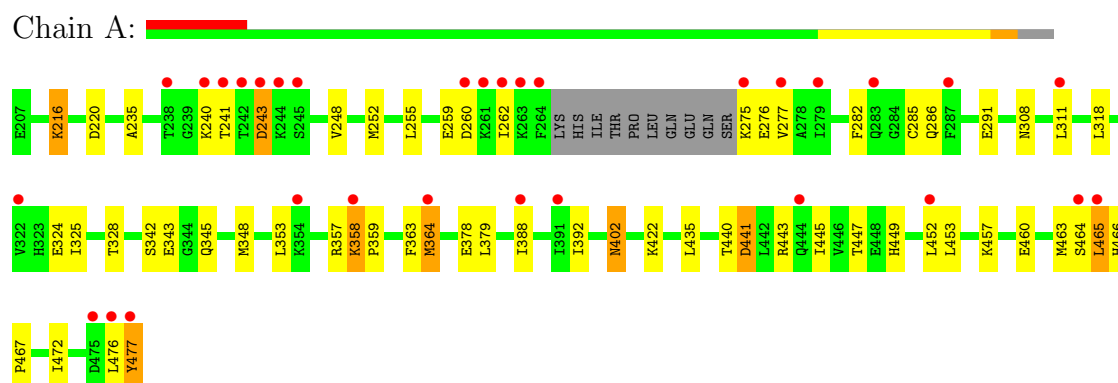 Chain A:
E207 K216 D220 A235 T238 G239 K240 T241 T242 D243 K244 S245 V248 M252 L255 E259 D260 K261 I262 K263 F264 LYS HIS ILE THR PRO LEU GLN GLU GLN SER K275 E276 V277 A278 I279 F282 Q283 G284 C285 Q286 F287 E291 N308 L311 L318
V322 H323 E324 I325 T328 S342 E343 G344 Q345 M348 L353 K354 R357 K358 P359 F363 M364 E378 L379 I388 I391 I392 N402 K422 L435 T440 D441 L442 R443 Q444 I445 V446 T447 E448 H449 L452 L453 K457 E460 M463 S464 L465 H466
P467 I472 D475 L476 Y477